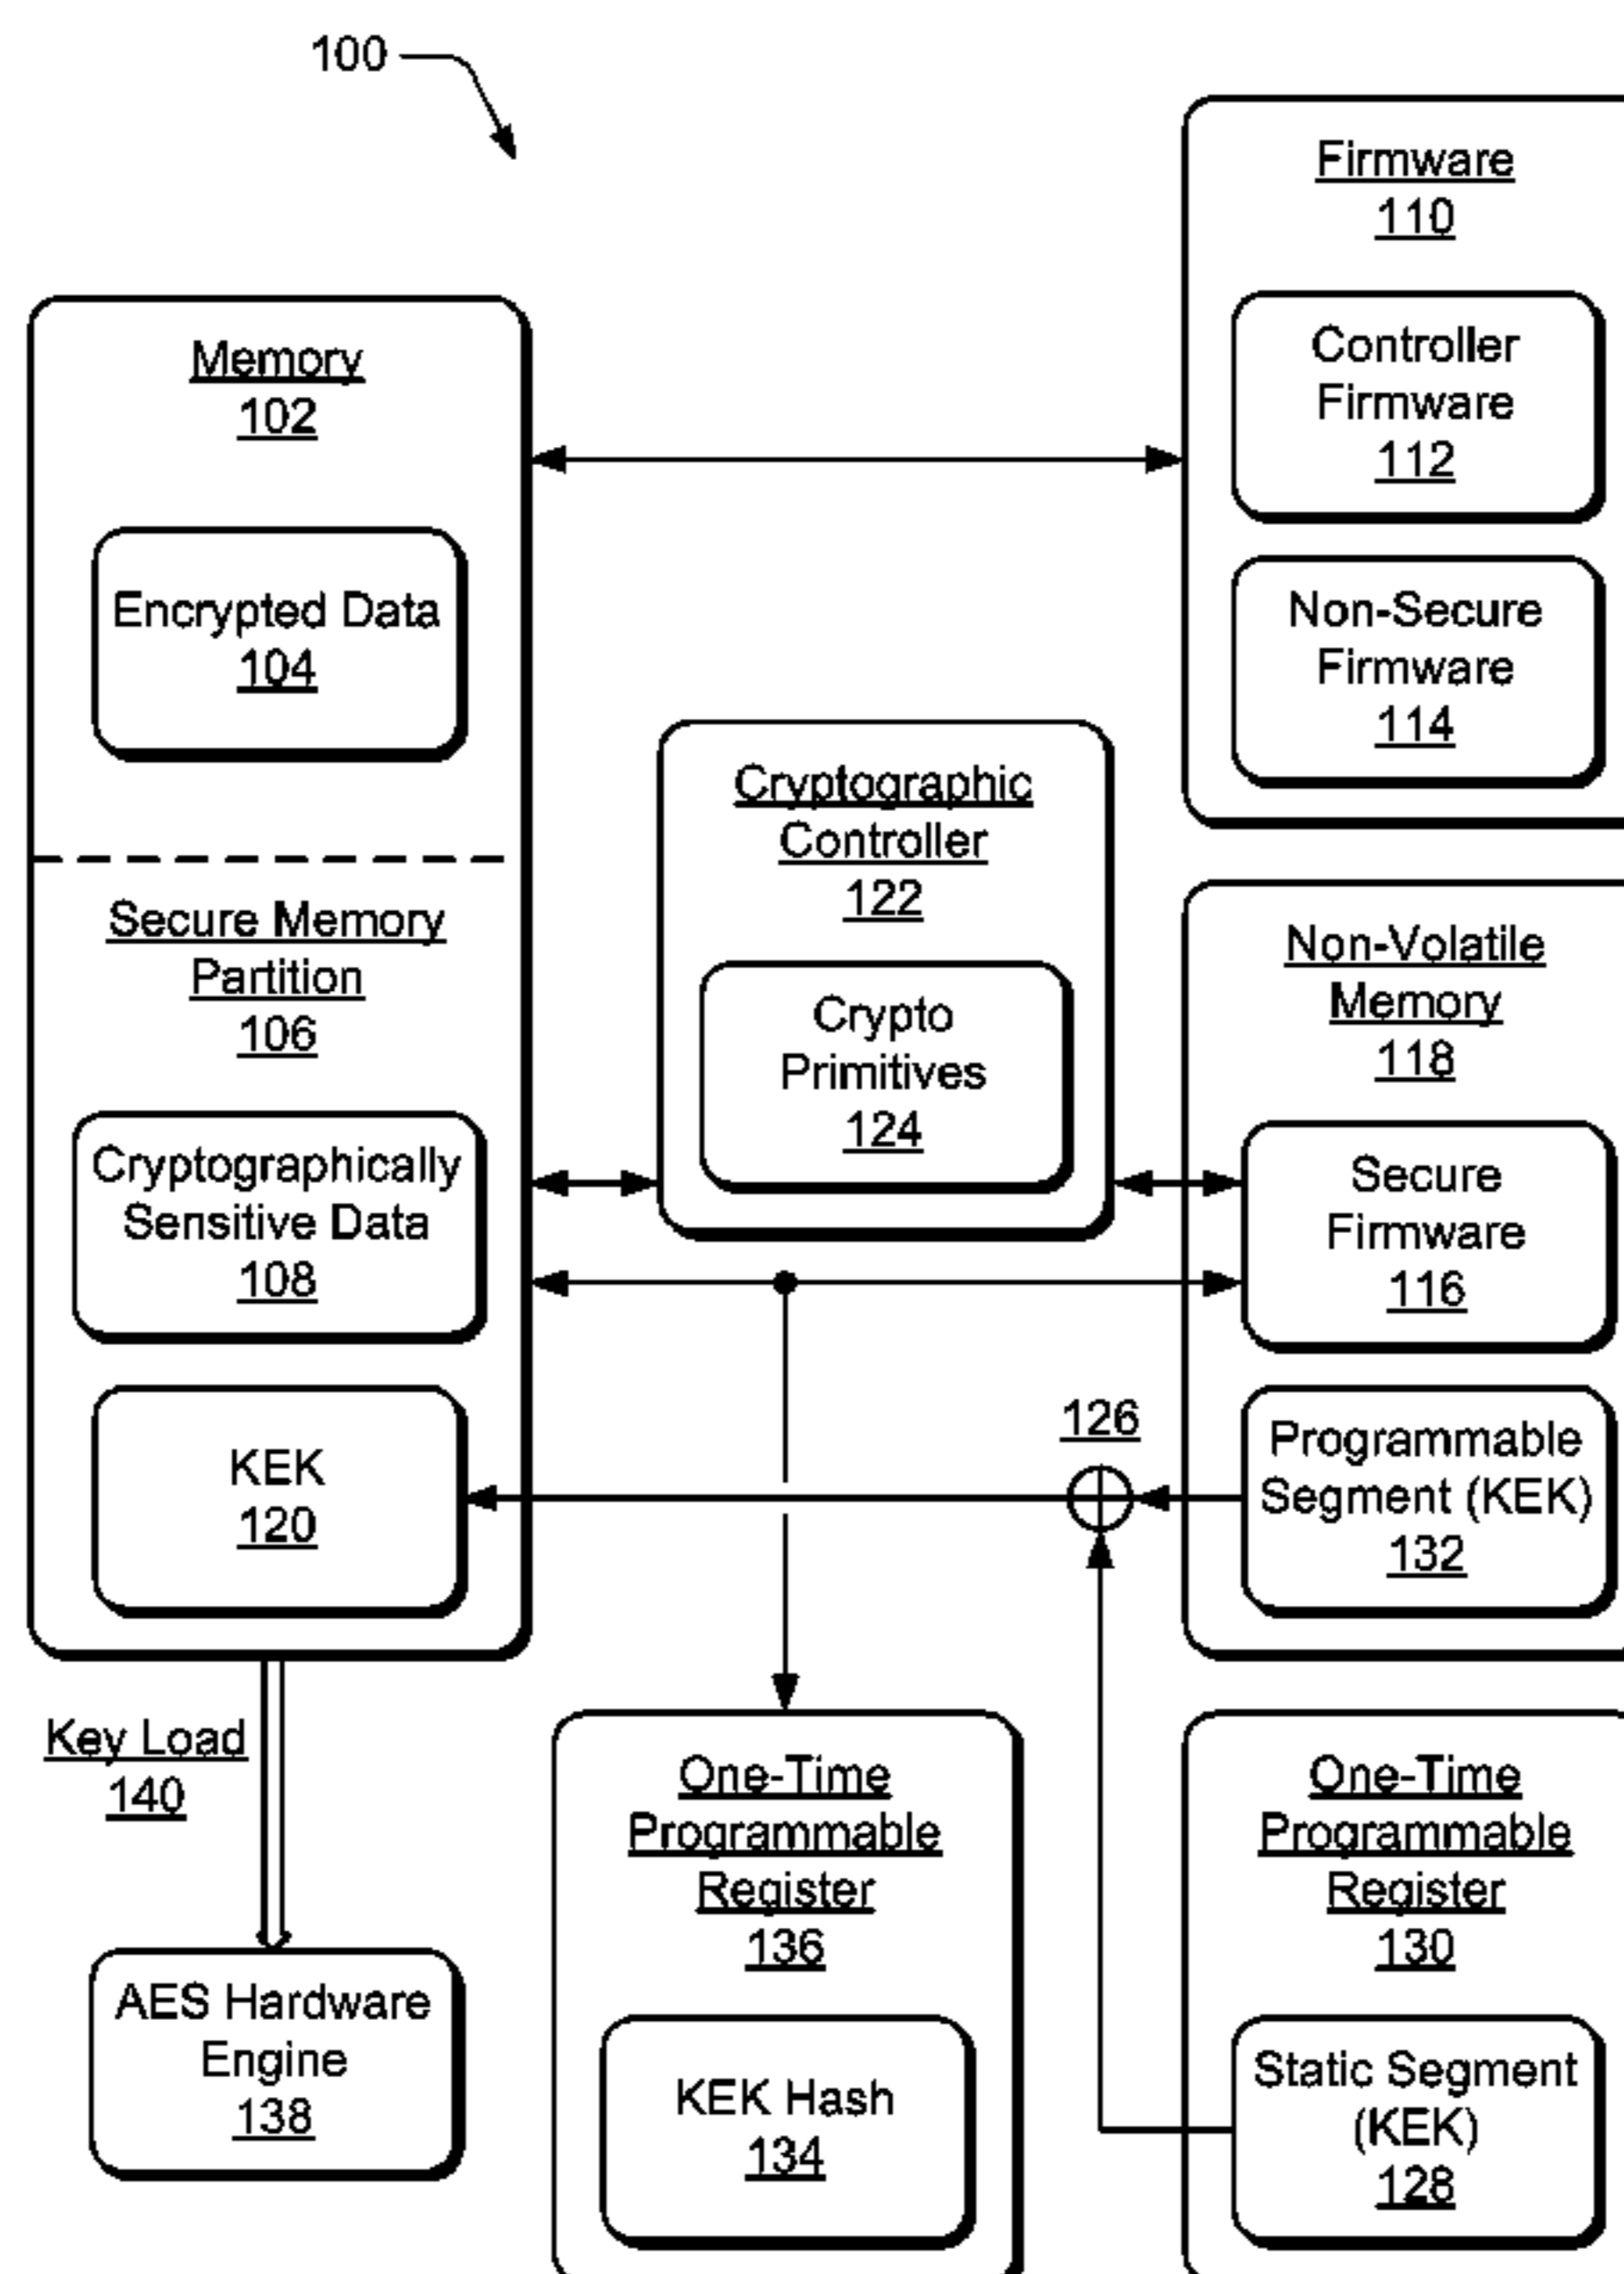 100
Firmware
110
Controller
Firmware
112
Non-Secure
Firmware
114
Memory
102
Encrypted Data
104
Secure Memory
Partition
106
Cryptographically
Sensitive Data
108
KEK
120
Cryptographic
Controller
122
Crypto
Primitives
124
Non-Volatile
Memory
118
Secure
Firmware
116
126
Programmable
Segment (KEK)
132
Key Load
140
AES Hardware
Engine
138
One-Time
Programmable
Register
136
KEK Hash
134
One-Time
Programmable
Register
130
Static Segment
(KEK)
128